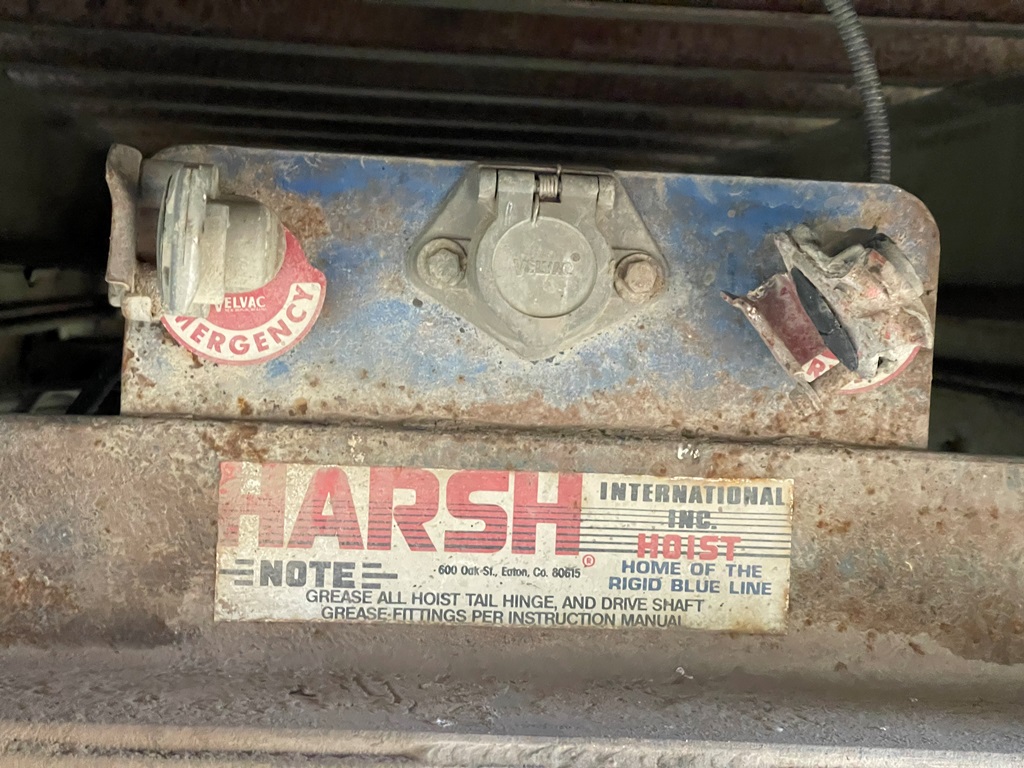 VELVAC
EMERGENCY
VELVAC
R
HARSH®
INTERNATIONAL
INC.
HOIST
HOME OF THE
RIGID BLUE LINE
600 Oak St., Eaton, Co. 80615
NOTE
GREASE ALL HOIST TAIL HINGE, AND DRIVE SHAFT
GREASE FITTINGS PER INSTRUCTION MANUAL